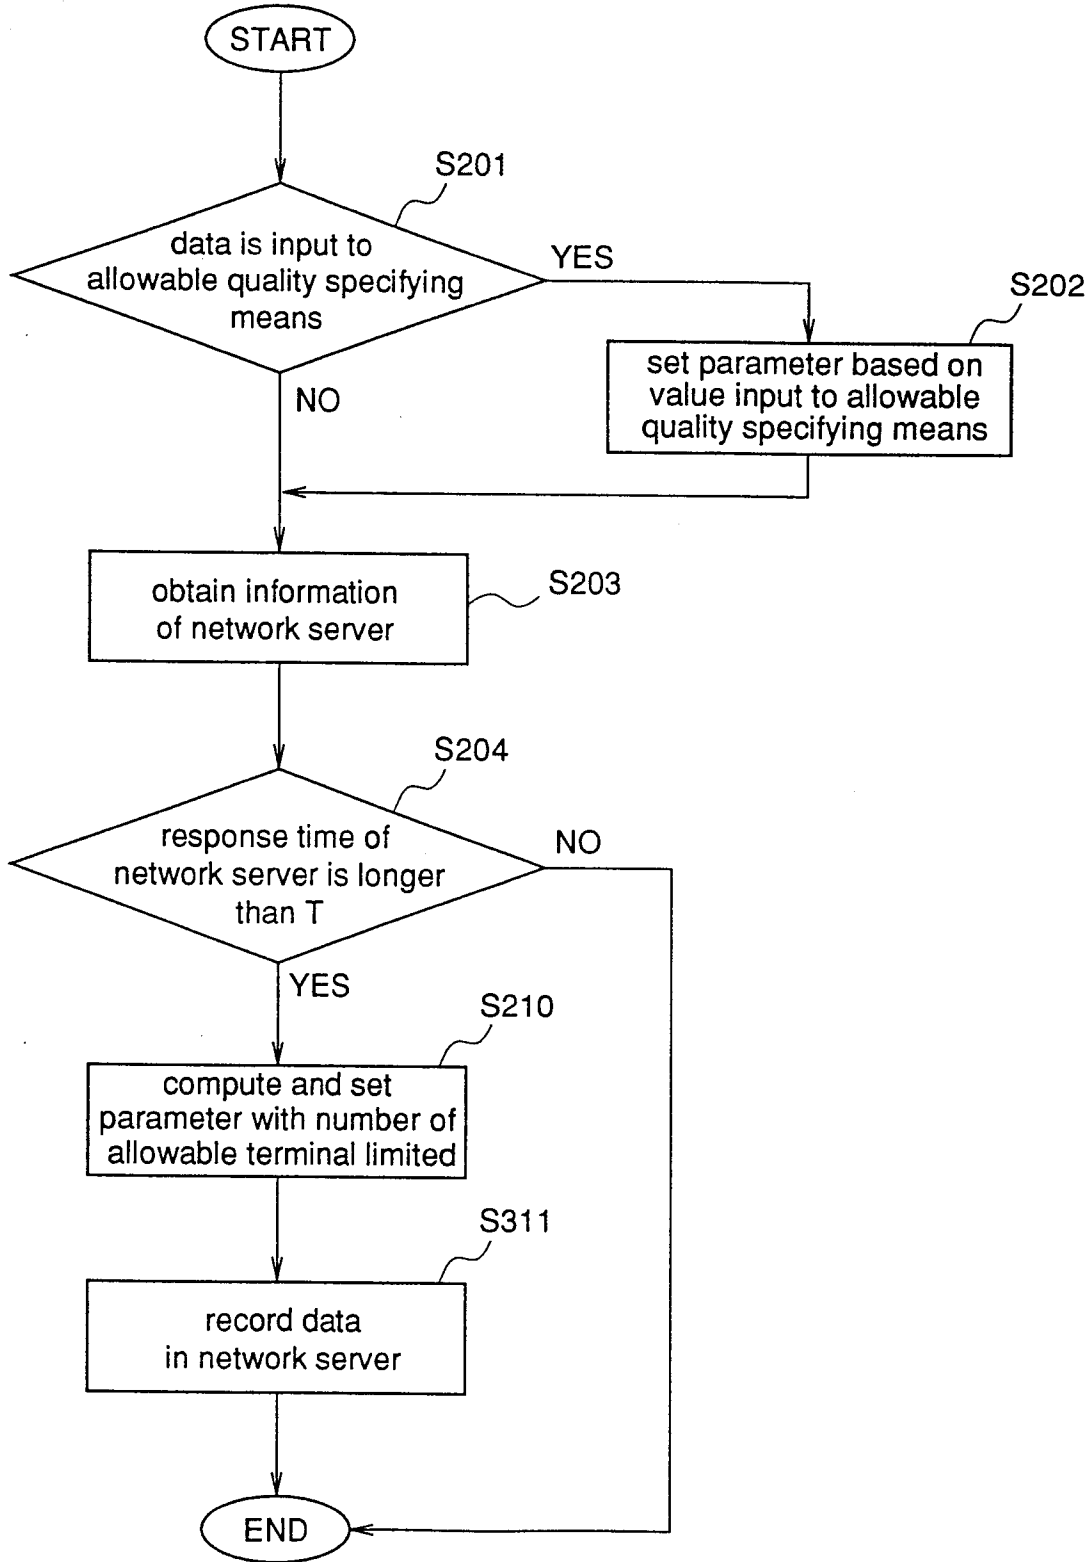 START
S201
data is input to
allowable quality specifying
means
YES
S202
set parameter based on
value input to allowable
quality specifying means
NO
obtain information
of network server
S203
S204
response time of
network server is longer
than T
NO
YES
S210
compute and set
parameter with number of
allowable terminal limited
S311
record data
in network server
END